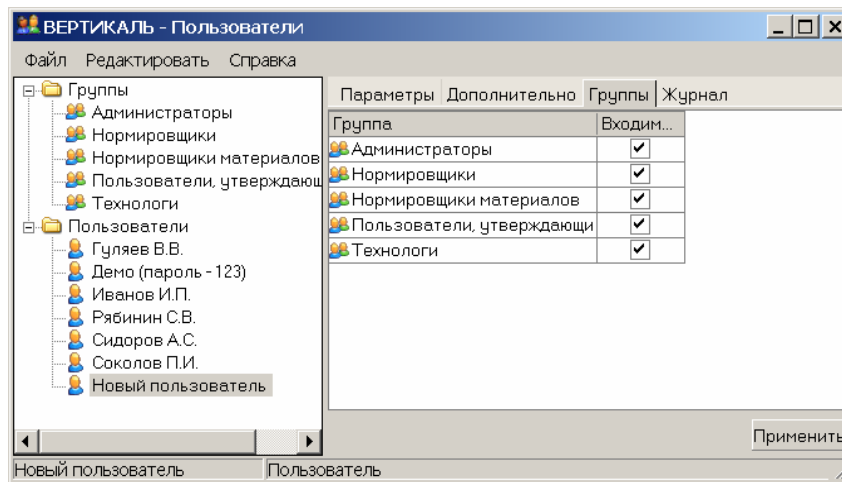 ВЕРТИКАЛЬ - Пользователи
Файл Редактировать Справка
Группы
Администраторы
Нормировщики
Нормировщики материалов
Пользователи, утверждающ
Технологи
Пользователи
Гуляев В.В.
Демо (пароль - 123)
Иванов И.П.
Рябинин С.В.
Сидоров А.С.
Соколов П.И.
Новый пользователь
Параметры Дополнительно Группы Журнал
Группа Входим...
Администраторы
Нормировщики
Нормировщики материалов
Пользователи, утверждающи
Технологи
Применить
Новый пользователь Пользователь